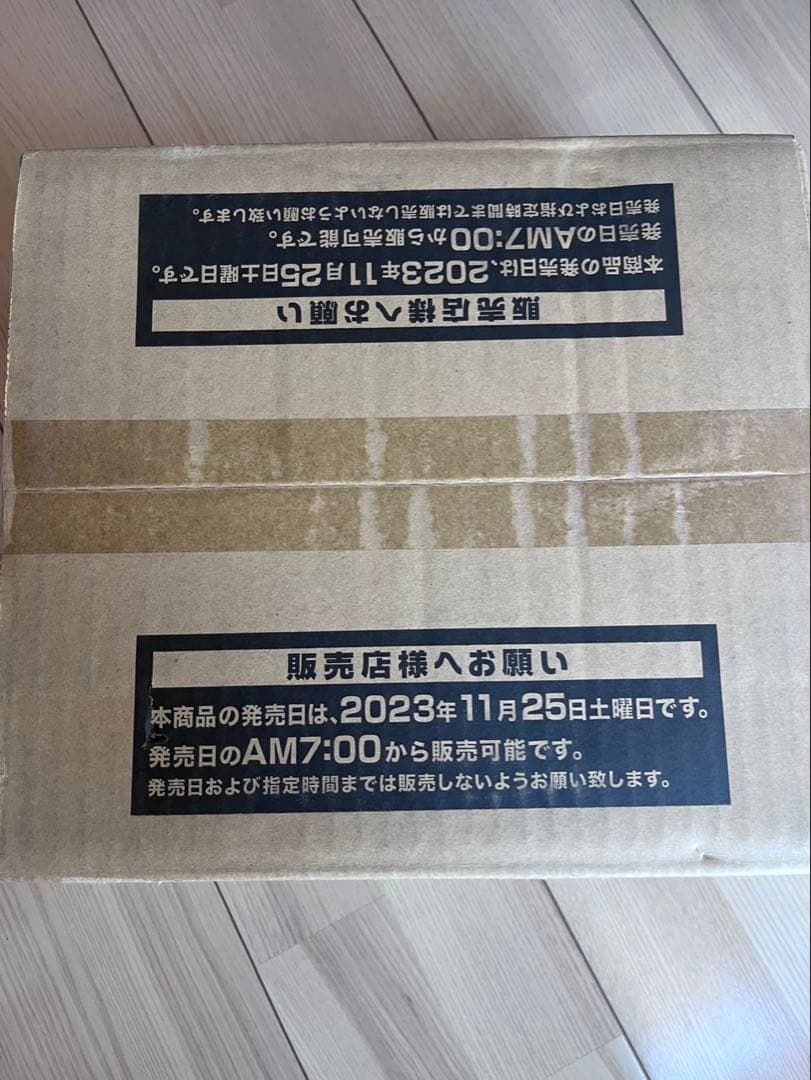 販売店様へお願い
本商品の発売日は、2023年11月25日土曜日です。
発売日のAM7:00から販売可能です。
発売日および指定時間までは販売しないようお願い致します。
販売店様へお願い
本商品の発売日は、2023年11月25日土曜日です。
発売日のAM7:00から販売可能です。
発売日および指定時間までは販売しないようお願い致します。